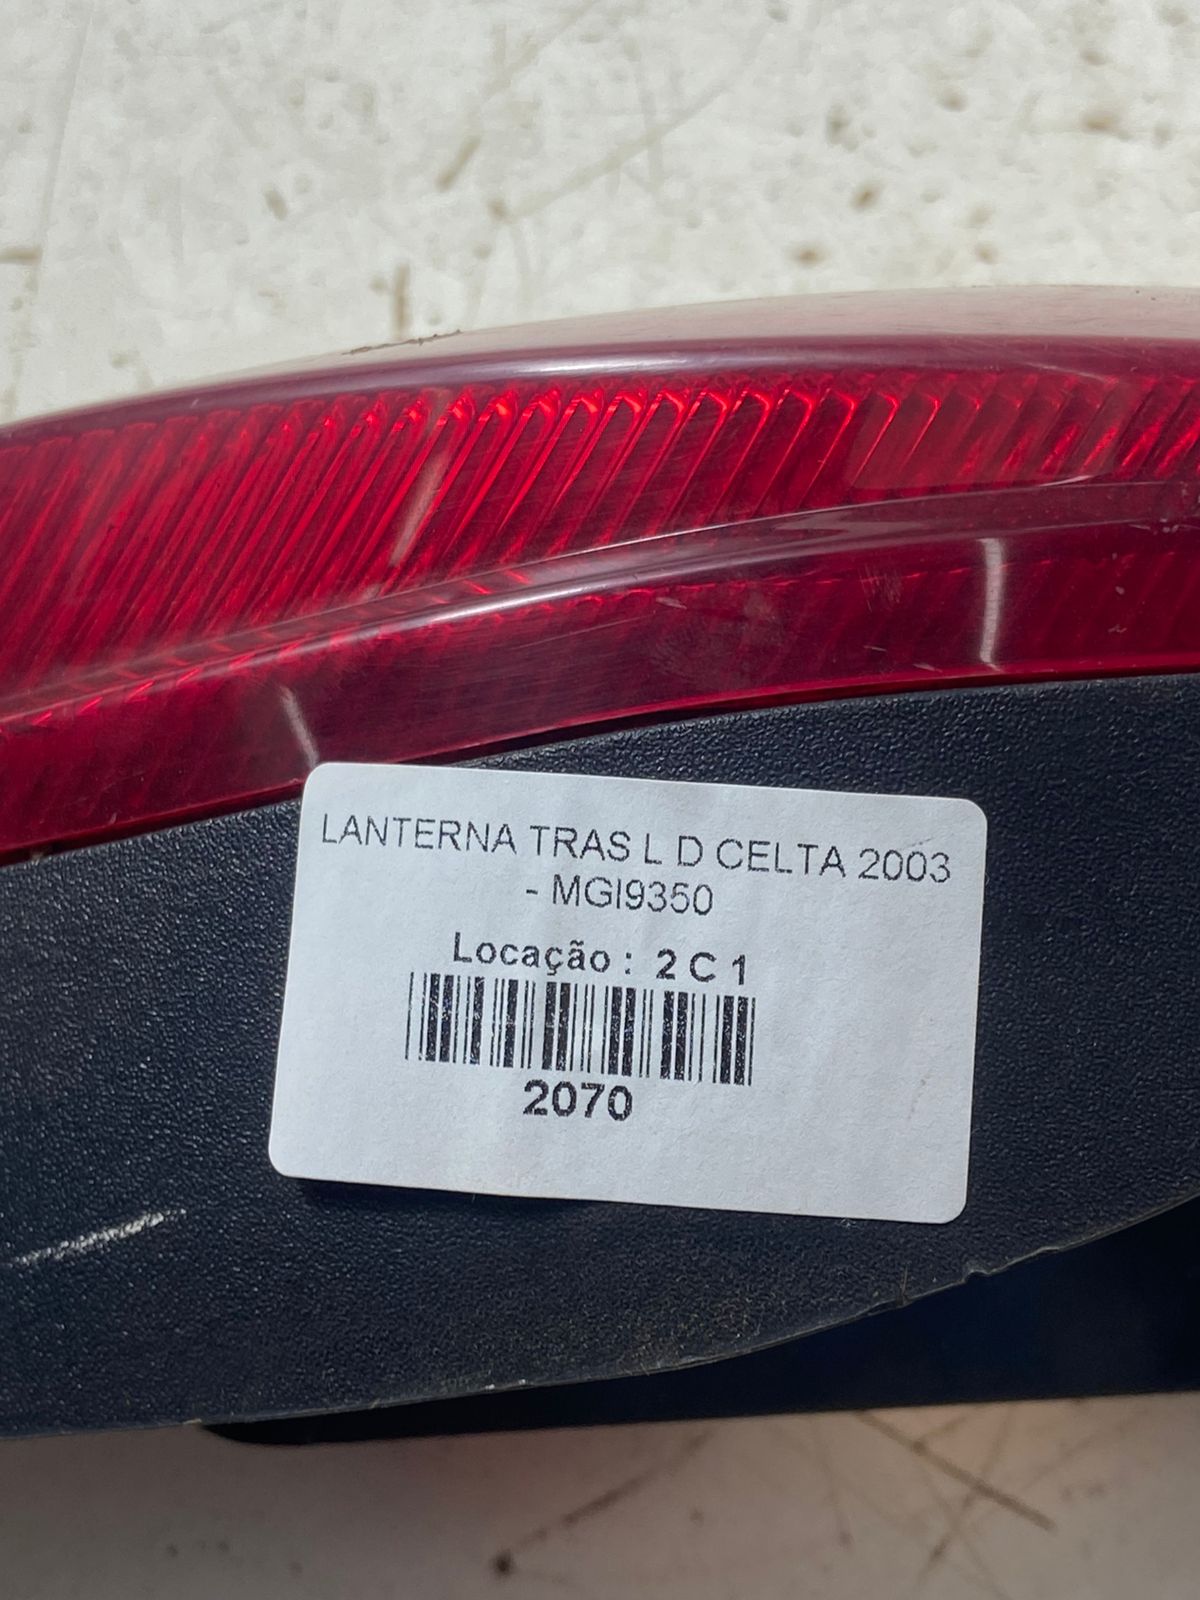 LANTERNA TRAS L D CELTA 2003
- MGI9350
Locação : 2 C 1
2070